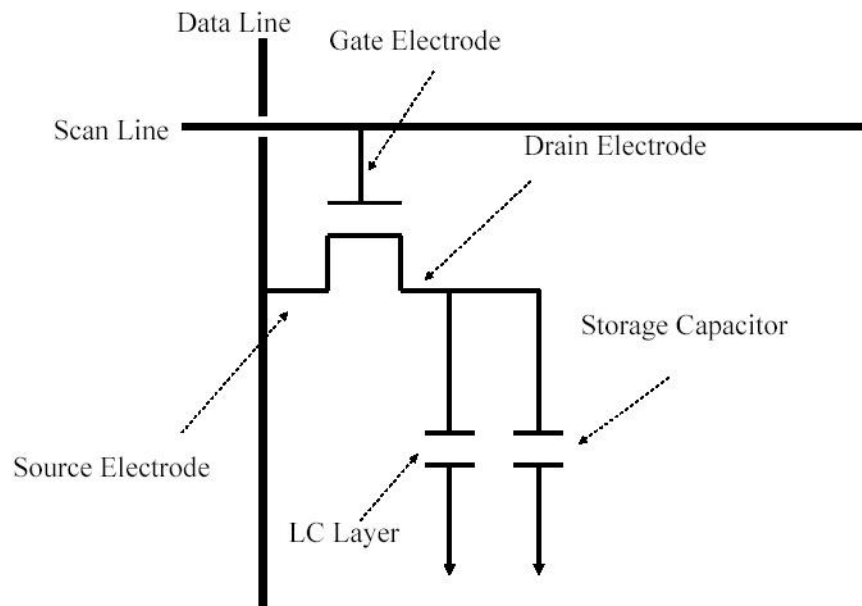 Data Line
Gate Electrode
Scan Line
Drain Electrode
Storage Capacitor
Source Electrode
LC Layer